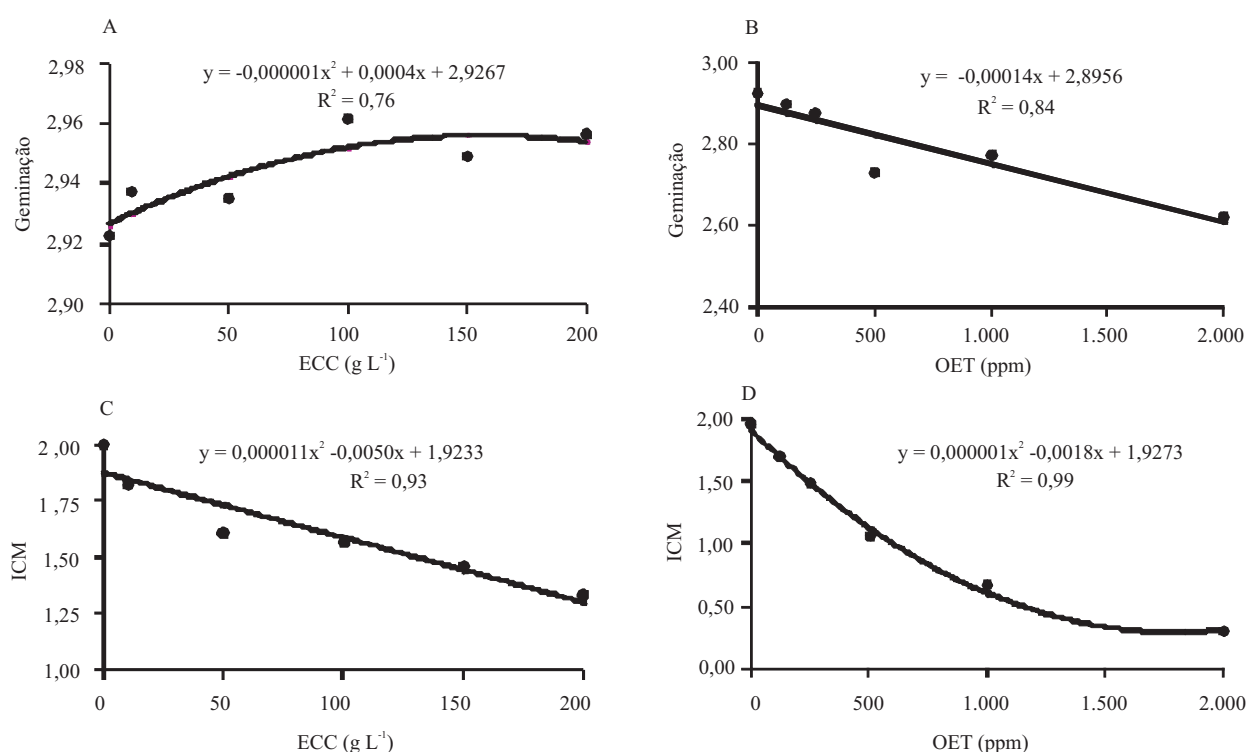 A
y = -0,000001x² + 0,0004x + 2,9267
R² = 0,76
2,98
2,96
2,94
2,92
2,90
Geminação
0 50 100 150 200
ECC (g L⁻¹)
B
y = -0,00014x + 2,8956
R² = 0,84
3,00
2,80
2,60
2,40
Geminação
0 500 1.000 1.500 2.000
OET (ppm)
C
y = 0,000011x² -0,0050x + 1,9233
R² = 0,93
2,00
1,75
1,50
1,25
1,00
ICM
0 50 100 150 200
ECC (g L⁻¹)
D
y = 0,000001x² -0,0018x + 1,9273
R² = 0,99
2,00
1,50
1,00
0,50
0,00
ICM
0 500 1.000 1.500 2.000
OET (ppm)